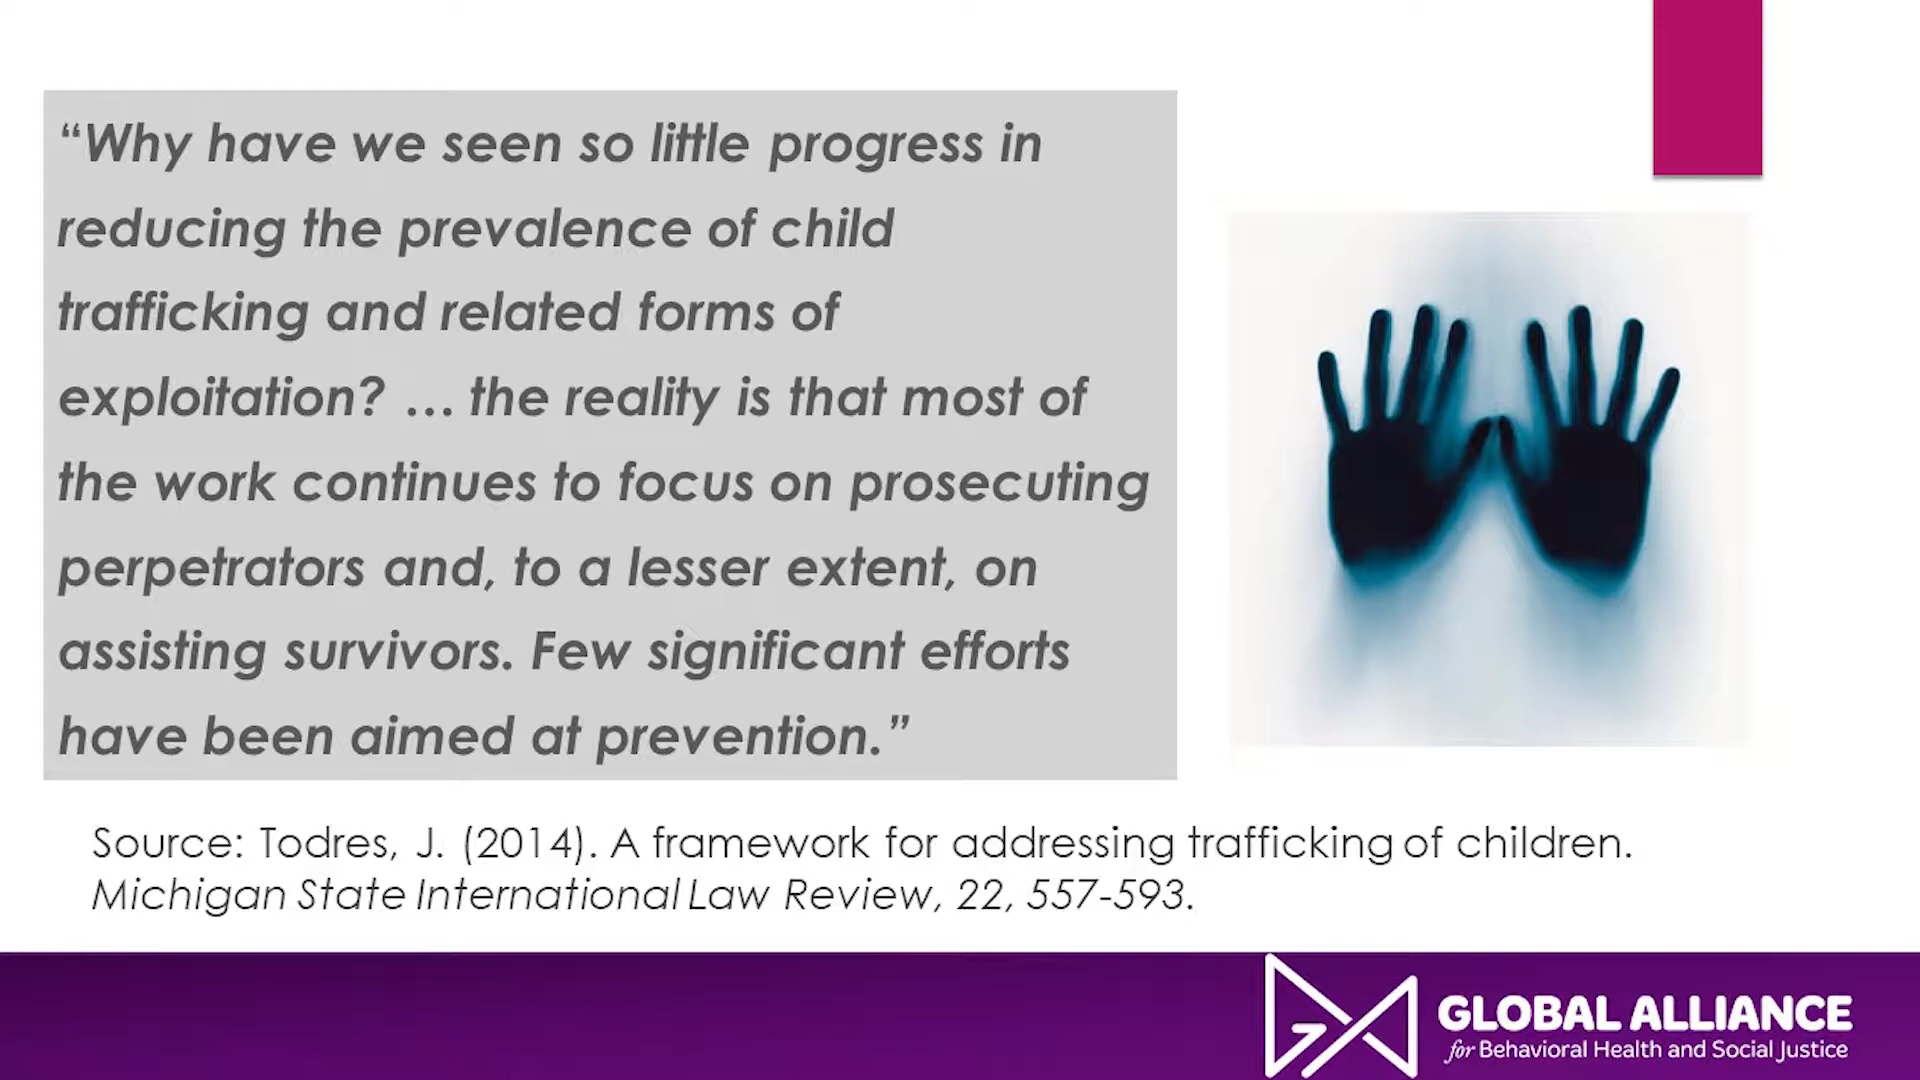 “Why have we seen so little progress in
reducing the prevalence of child
trafficking and related forms of
exploitation? … the reality is that most of
the work continues to focus on prosecuting
perpetrators and, to a lesser extent, on
assisting survivors. Few significant efforts
have been aimed at prevention.”
Source: Todres, J. (2014). A framework for addressing trafficking of children.
Michigan State International Law Review, 22, 557-593.
GLOBAL ALLIANCE
for Behavioral Health and Social Justice